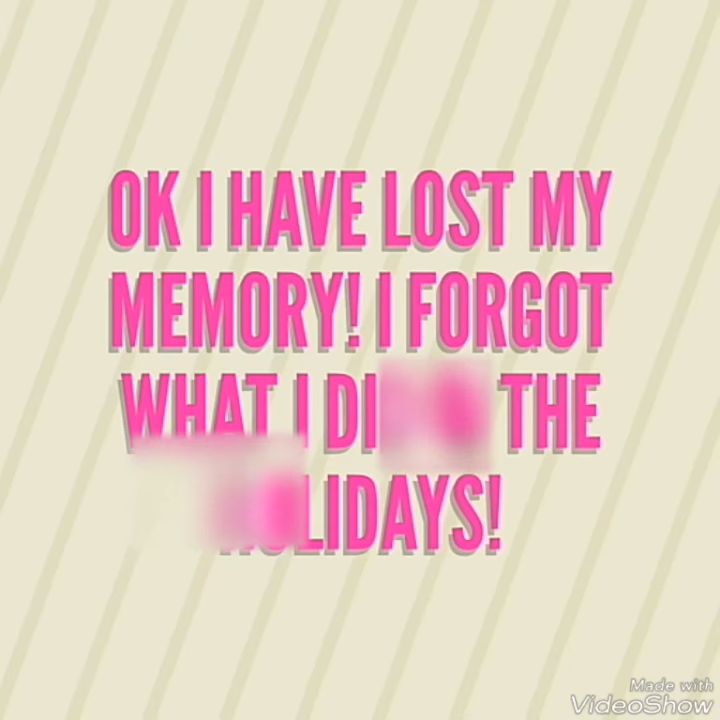 OK I HAVE LOST MY
MEMORY! I FORGOT
WHAT I THE
Made with
VideoShow